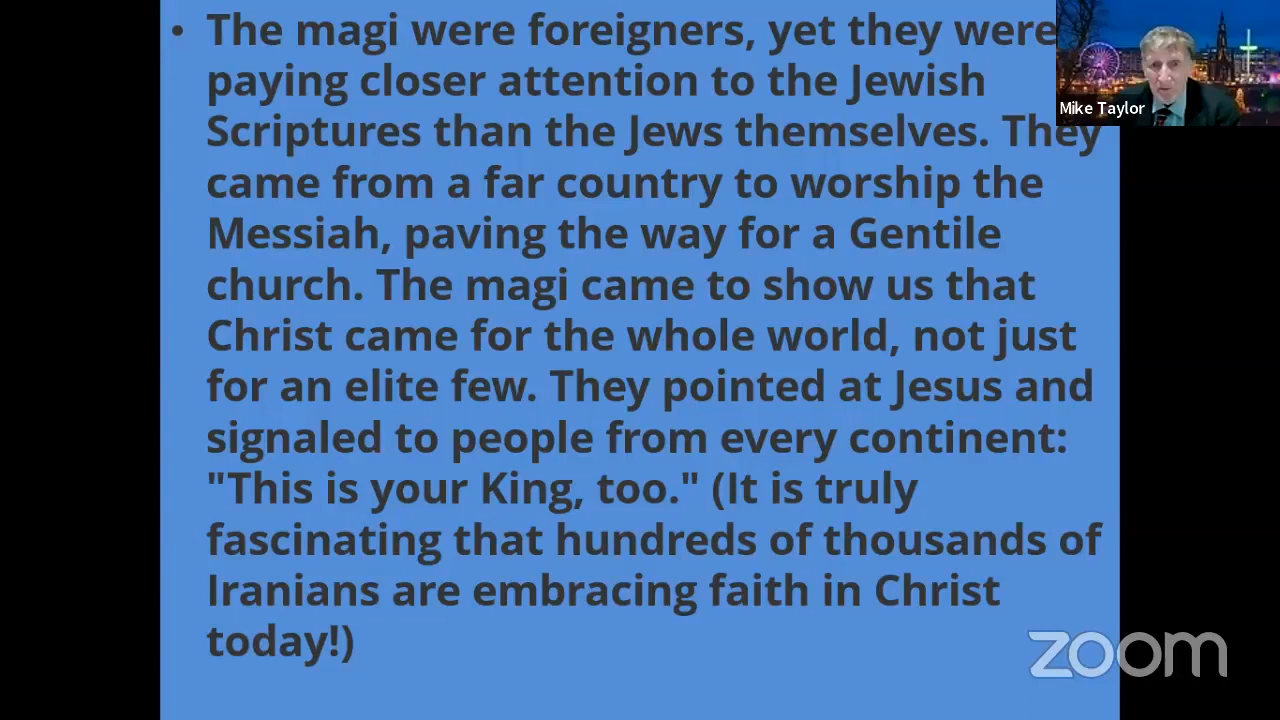 • The magi were foreigners, yet they were
paying closer attention to the Jewish
Scriptures than the Jews themselves. They
came from a far country to worship the
Messiah, paving the way for a Gentile
church. The magi came to show us that
Christ came for the whole world, not just
for an elite few. They pointed at Jesus and
signaled to people from every continent:
"This is your King, too." (It is truly
fascinating that hundreds of thousands of
Iranians are embracing faith in Christ
today!)
Mike Taylor
zoom